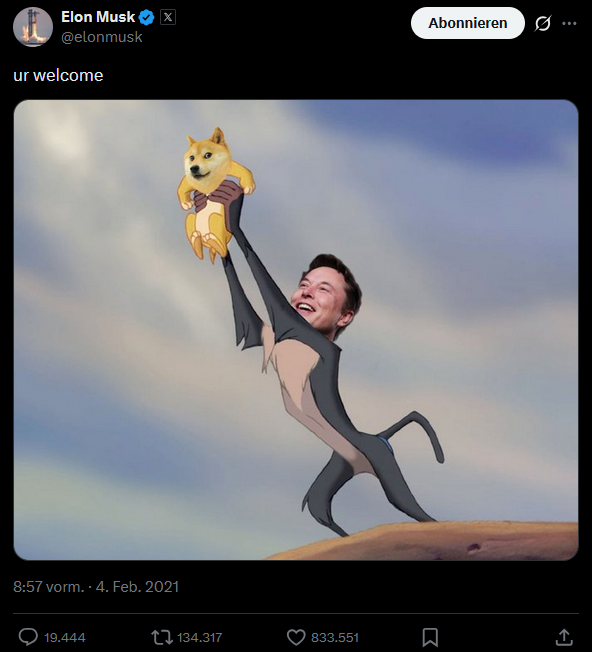 Elon Musk
@elonmusk
Abonnieren
ur welcome
8:57 vorm. · 4. Feb. 2021
19.444 134.317 833.551